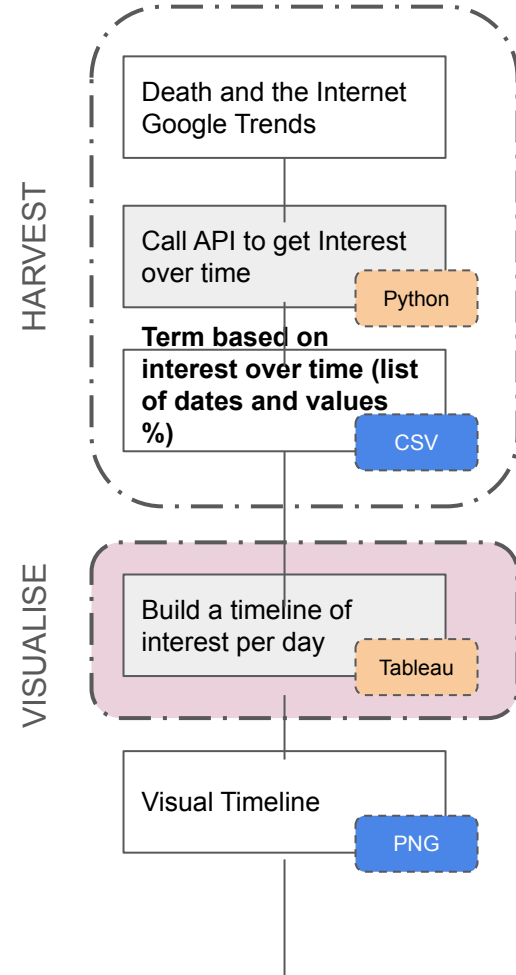 HARVEST
Death and the Internet
Google Trends
Call API to get Interest
over time
Python
Term based on
interest over time (list
of dates and values
%)
CSV
VISUALISE
Build a timeline of
interest per day
Tableau
Visual Timeline
PNG